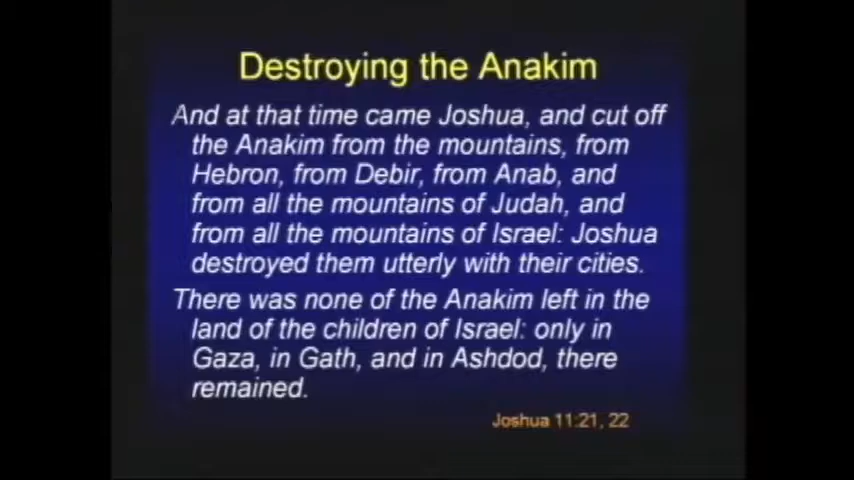 Destroying the Anakim
And at that time came Joshua, and cut off
the Anakim from the mountains, from
Hebron, from Debir, from Anab, and
from all the mountains of Judah, and
from all the mountains of Israel: Joshua
destroyed them utterly with their cities.
There was none of the Anakim left in the
land of the children of Israel: only in
Gaza, in Gath, and in Ashdod, there
remained.
Joshua 11:21, 22